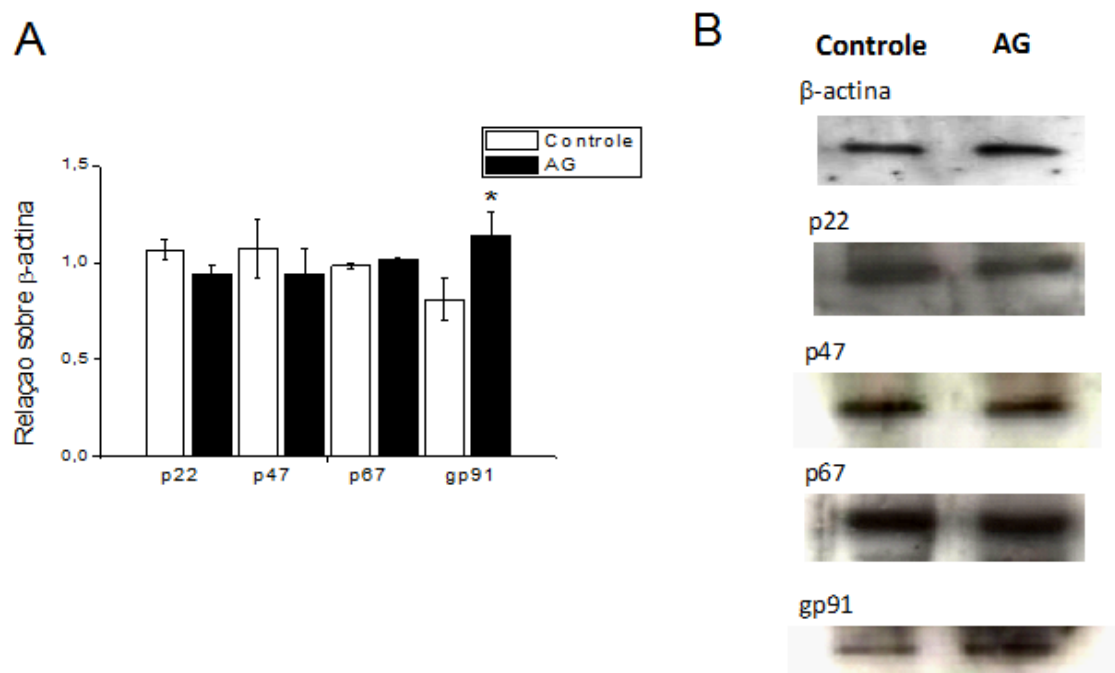 A
Controle
AG
1,5
*
1,0
0,5
0,0
Relaçao sobre β-actina
p22 p47 p67 gp91
B
Controle AG
β-actina
p22
p47
p67
gp91